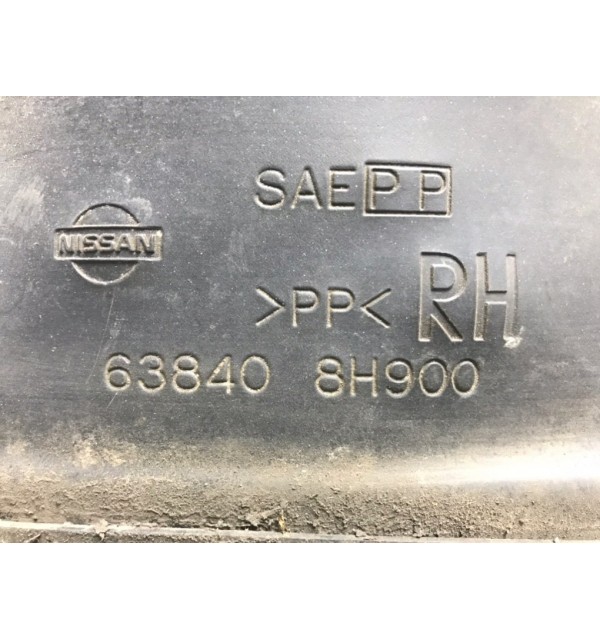 SAE PP
NISSAN
>PP< RH
63840 8H900